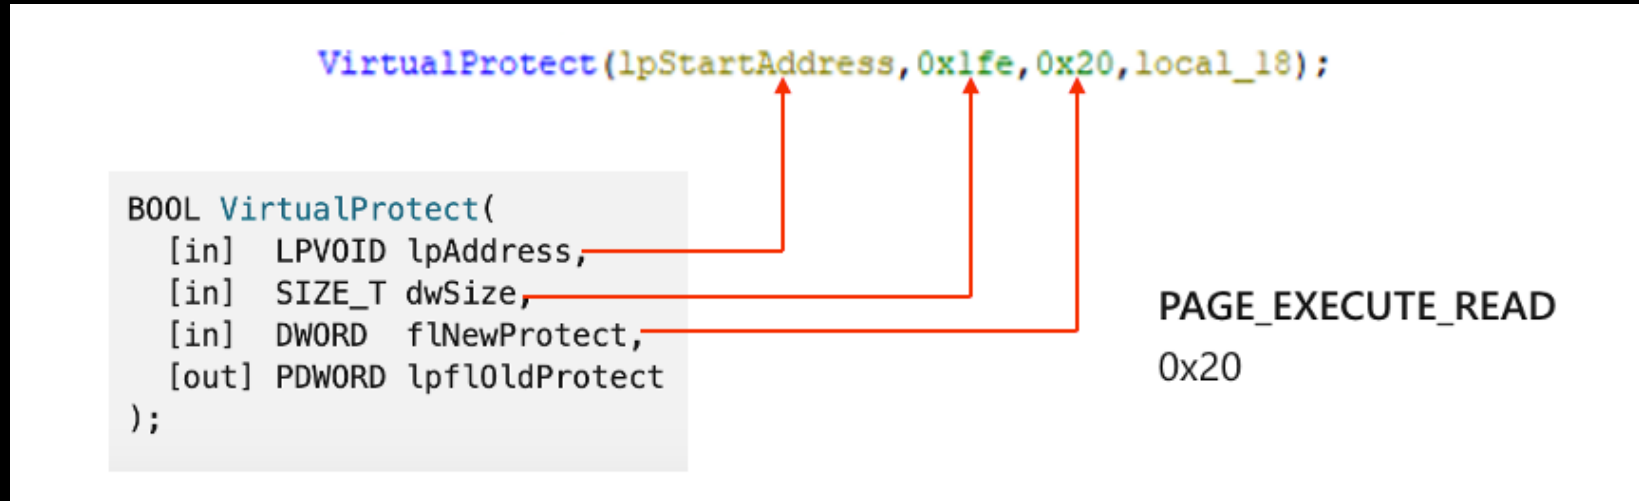 VirtualProtect(lpStartAddress,0x1fe,0x20,local_18);
BOOL VirtualProtect(
  [in]  LPVOID lpAddress,
  [in]  SIZE_T dwSize,
  [in]  DWORD  flNewProtect,
  [out] PDWORD lpflOldProtect
);
PAGE_EXECUTE_READ
0x20